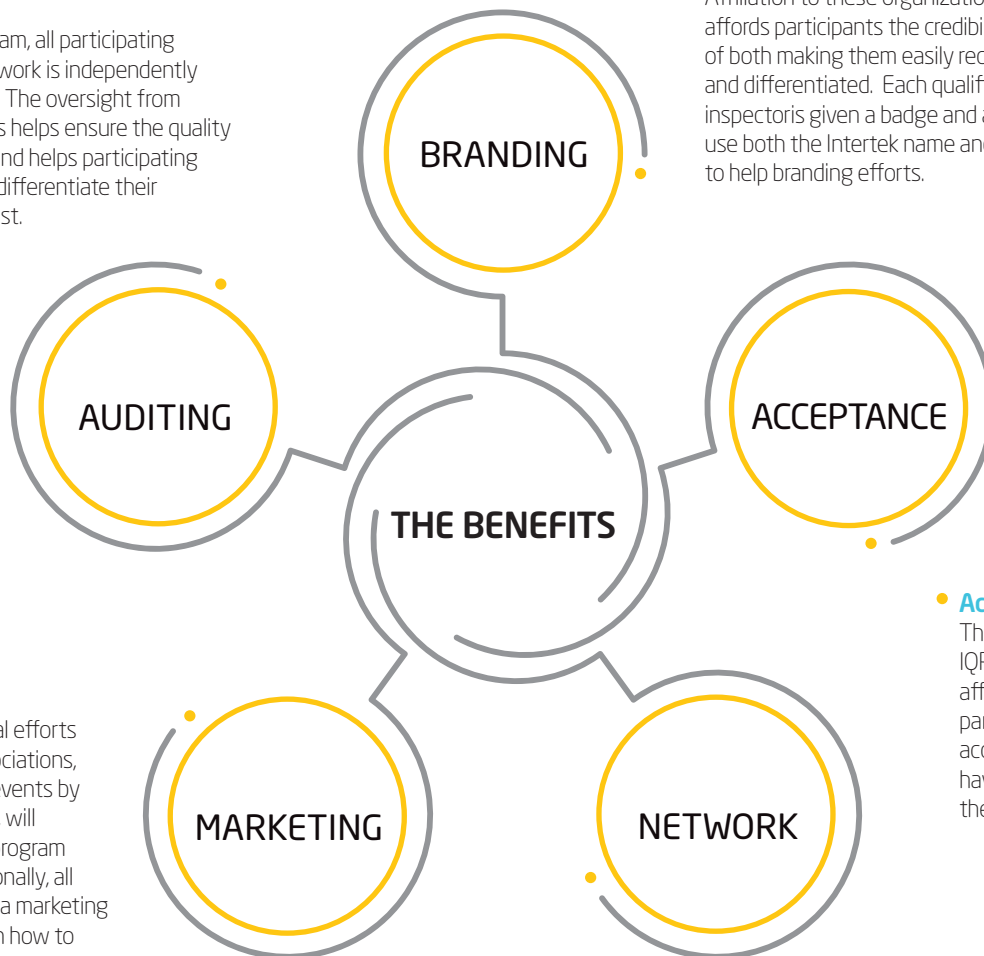 am, all participating
work is independently
The oversight from
s helps ensure the quality
nd helps participating
differentiate their
st.
BRANDING
affords participants the credibi
of both making them easily rec
and differentiated. Each qualif
inspectoris given a badge and a
use both the Intertek name and
to help branding efforts.
AUDITING
ACCEPTANCE
THE BENEFITS
Ac
Th
IQF
aff
par
acc
hav
the
al efforts
ociations,
events by
will
rogram
onally, all
a marketing
n how to
MARKETING
NETWORK